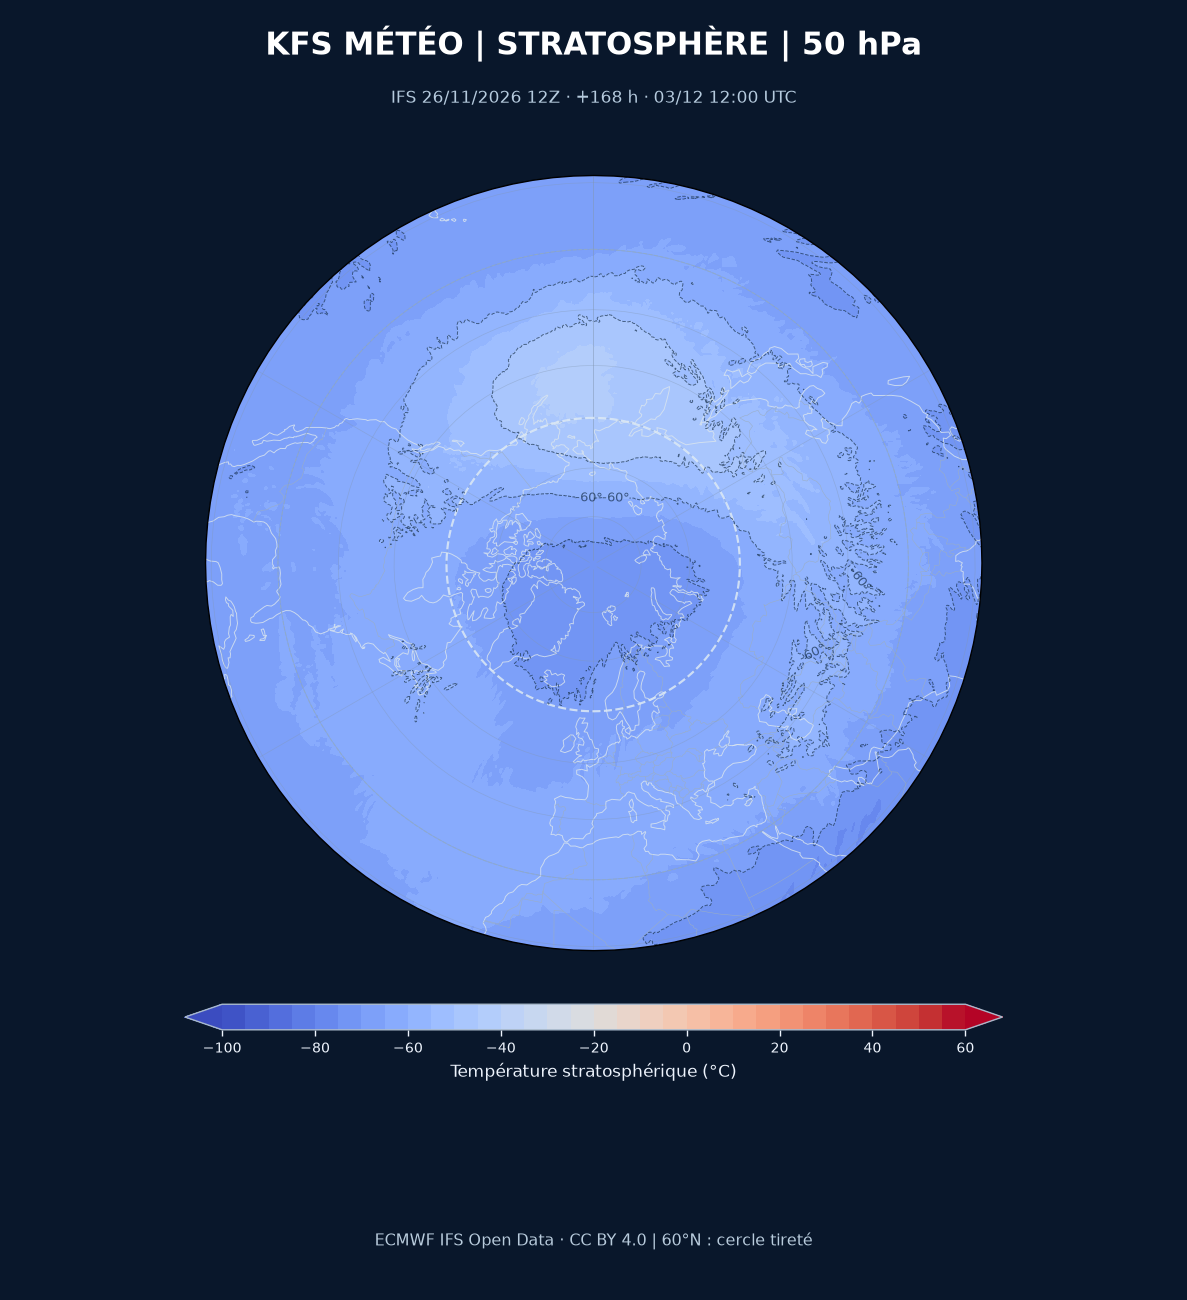 KFS MÉTÉO | STRATOSPHÈRE | 50 hPa
IFS 26/11/2026 12Z · +168 h · 03/12 12:00 UTC
60° 60°
60°
60°
−100 −80 −60 −40 −20 0 20 40 60
Température stratosphérique (°C)
ECMWF IFS Open Data · CC BY 4.0 | 60°N : cercle tireté